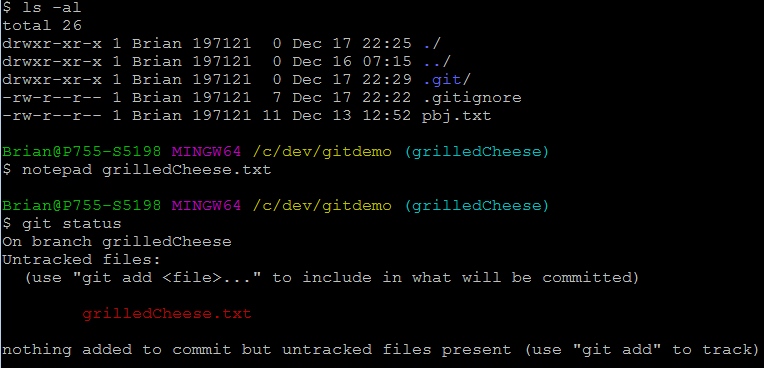 $ ls -al
total 26
drwxr-xr-x 1 Brian 197121  0 Dec 17 22:25 ./
drwxr-xr-x 1 Brian 197121  0 Dec 16 07:15 ../
drwxr-xr-x 1 Brian 197121  0 Dec 17 22:29 .git/
-rw-r--r-- 1 Brian 197121  7 Dec 17 22:22 .gitignore
-rw-r--r-- 1 Brian 197121 11 Dec 13 12:52 pbj.txt
Brian@P755-S5198 MINGW64 /c/dev/gitdemo (grilledCheese)
$ notepad grilledCheese.txt
Brian@P755-S5198 MINGW64 /c/dev/gitdemo (grilledCheese)
$ git status
On branch grilledCheese
Untracked files:
  (use "git add <file>..." to include in what will be committed)
        grilledCheese.txt
nothing added to commit but untracked files present (use "git add" to track)